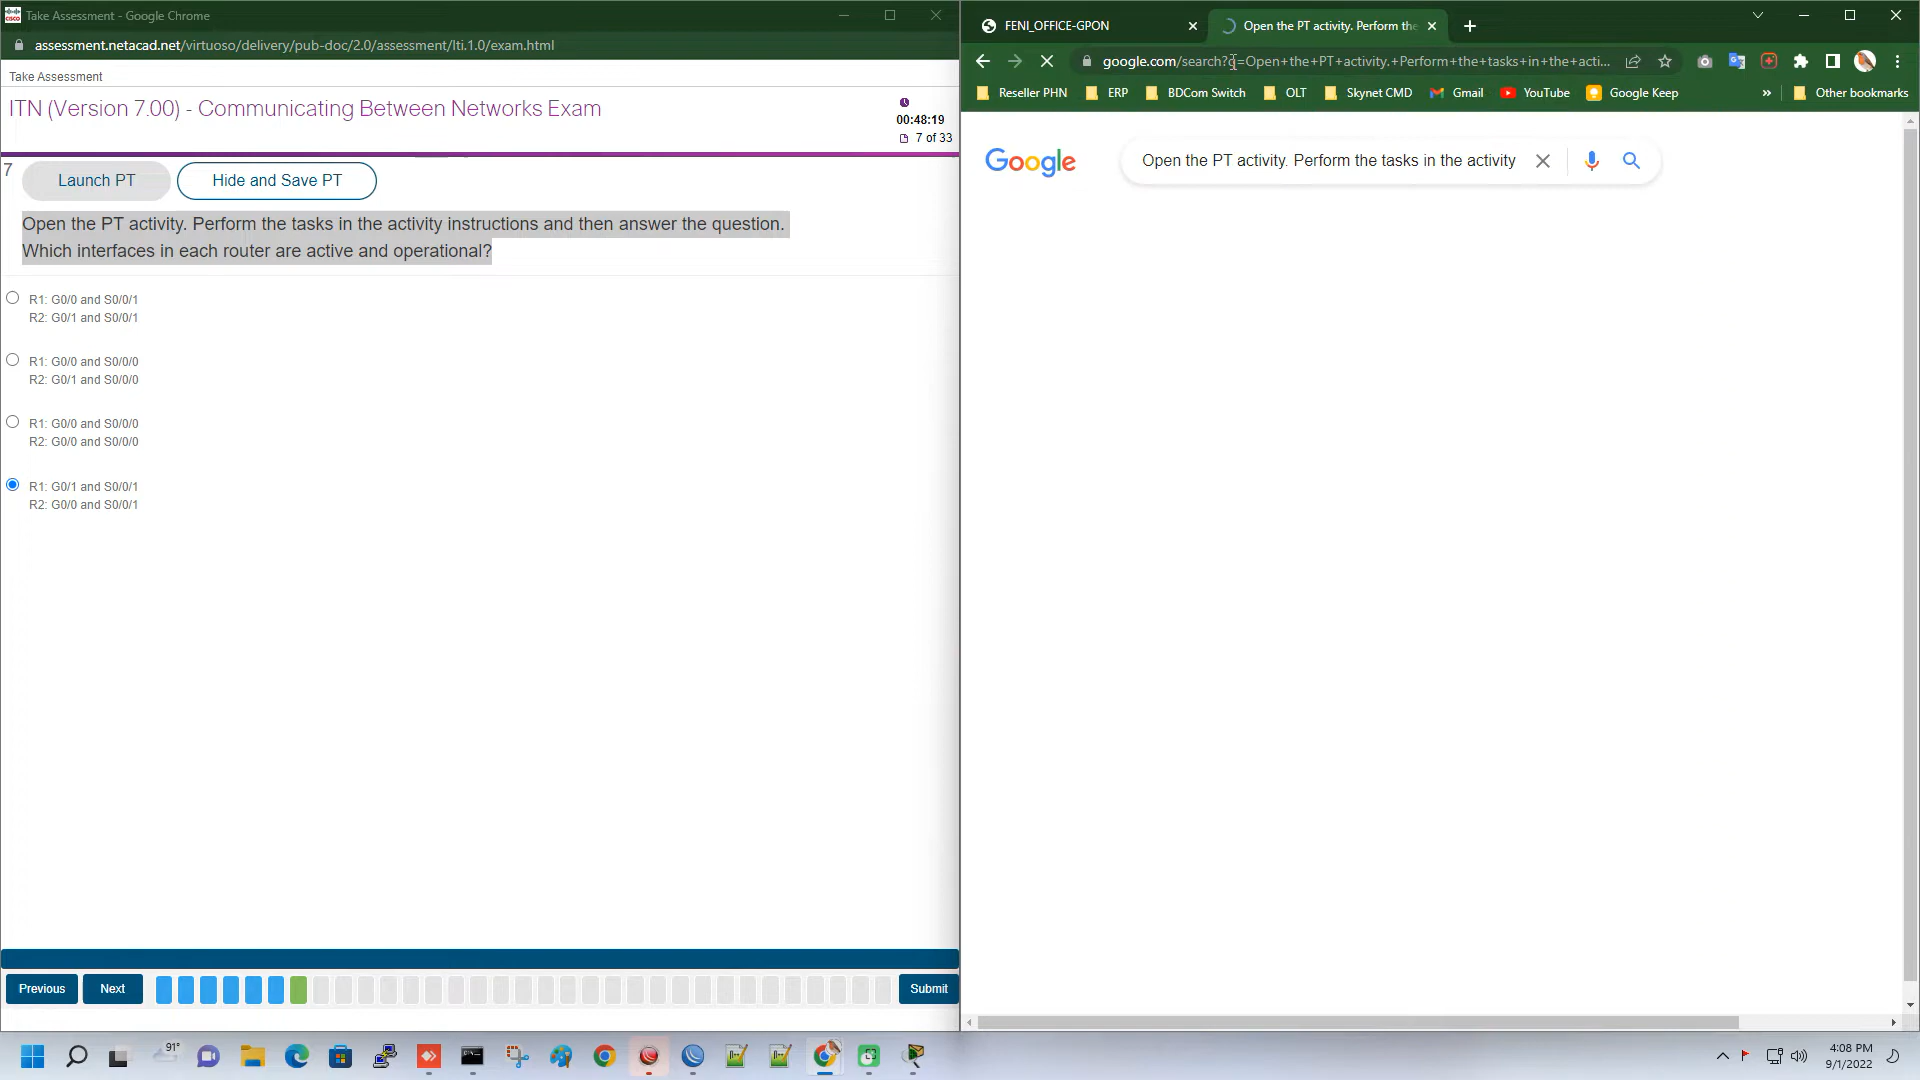 Take Assessment - Google Chrome
assessment.netacad.net/virtuoso/delivery/pub-doc/2.0/assessment/lti.1.0/exam.html
Take Assessment
ITN (Version 7.00) - Communicating Between Networks Exam
00:48:19
7 of 33
7
Launch PT
Hide and Save PT
Open the PT activity. Perform the tasks in the activity instructions and then answer the question.
Which interfaces in each router are active and operational?
R1: G0/0 and S0/0/1
R2: G0/1 and S0/0/1
R1: G0/0 and S0/0/0
R2: G0/1 and S0/0/0
R1: G0/0 and S0/0/0
R2: G0/0 and S0/0/0
R1: G0/1 and S0/0/1
R2: G0/0 and S0/0/1
Previous
Next
Submit
FENI_OFFICE-GPON
Open the PT activity. Perform the
google.com/search?q=Open+the+PT+activity.+Perform+the+tasks+in+the+acti...
Reseller PHN
ERP
BDCom Switch
OLT
Skynet CMD
Gmail
YouTube
Google Keep
»
Other bookmarks
Google
Open the PT activity. Perform the tasks in the activity
91°
4:08 PM
9/1/2022